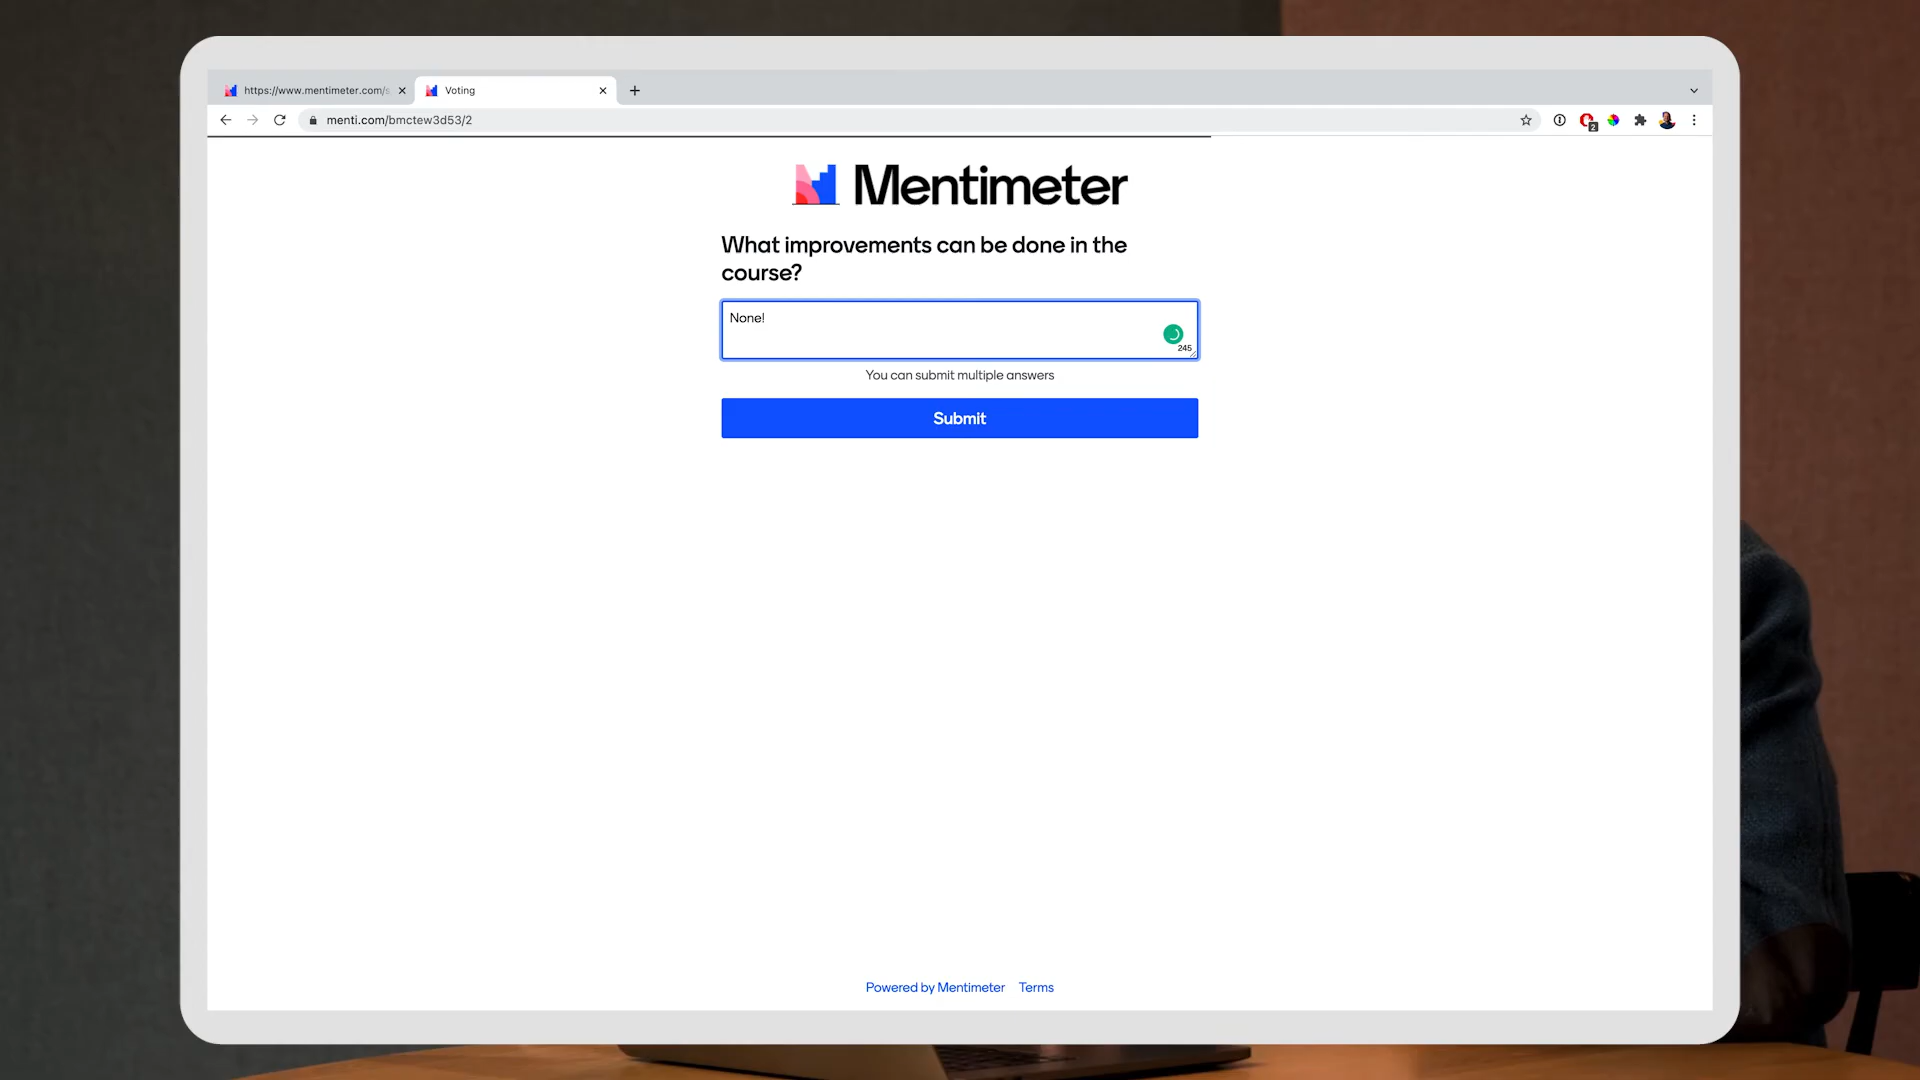 https://www.mentimeter.com/s
Voting
menti.com/bmctew3d53/2
2
Mentimeter
What improvements can be done in the
course?
None!
245
You can submit multiple answers
Submit
Powered by Mentimeter Terms